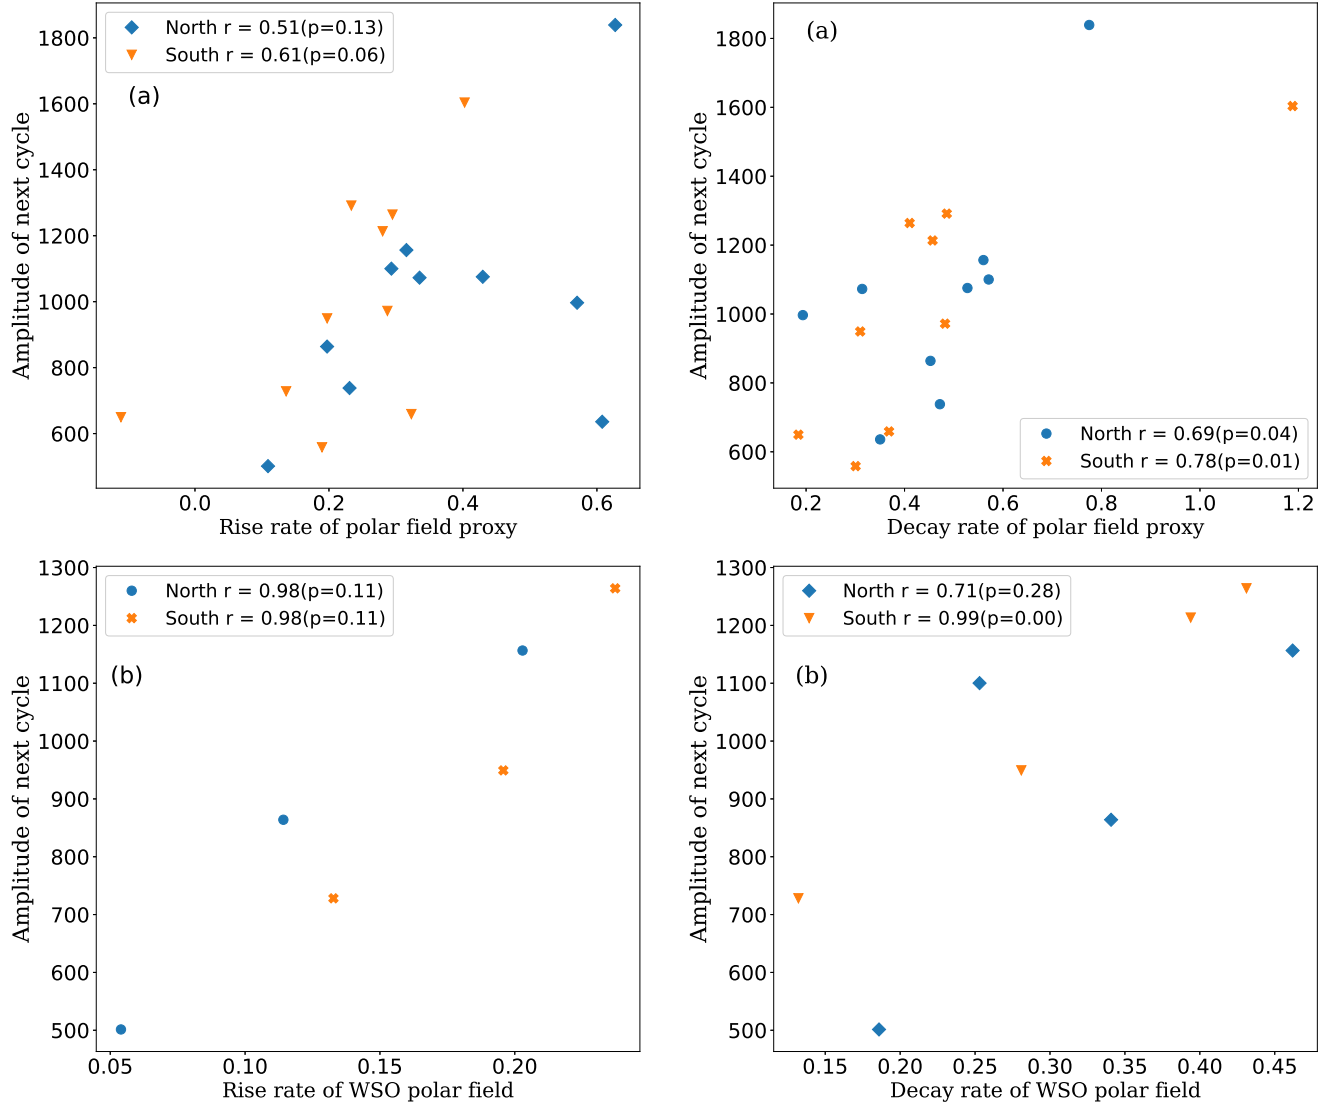 North r = 0.51(p=0.13)
South r = 0.61(p=0.06)
(a)
1800
1600
1400
1200
1000
800
600
Amplitude of next cycle
0.0 0.2 0.4 0.6
Rise rate of polar field proxy
(a)
1800
1600
1400
1200
1000
800
600
Amplitude of next cycle
North r = 0.69(p=0.04)
South r = 0.78(p=0.01)
0.2 0.4 0.6 0.8 1.0 1.2
Decay rate of polar field proxy
North r = 0.98(p=0.11)
South r = 0.98(p=0.11)
(b)
1300
1200
1100
1000
900
800
700
600
500
Amplitude of next cycle
0.05 0.10 0.15 0.20
Rise rate of WSO polar field
North r = 0.71(p=0.28)
South r = 0.99(p=0.00)
(b)
1300
1200
1100
1000
900
800
700
600
500
Amplitude of next cycle
0.15 0.20 0.25 0.30 0.35 0.40 0.45
Decay rate of WSO polar field